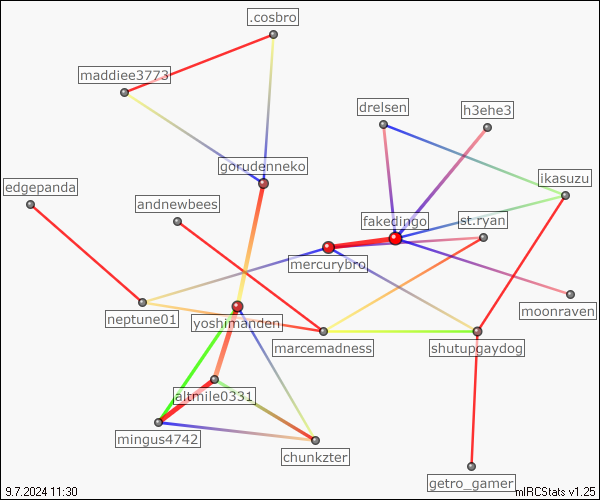 .cosbro
maddiee3773
drelsen
h3ehe3
gorudenneko
ikasuzu
edgepanda
andnewbees
fakedingo
st.ryan
mercurybro
moonraven
neptune01
yoshimanden
marcemadness
shutupgaydog
altmile0331
mingus4742
chunkzter
getro_gamer
9.7.2024 11:30
mIRCStats v1.25